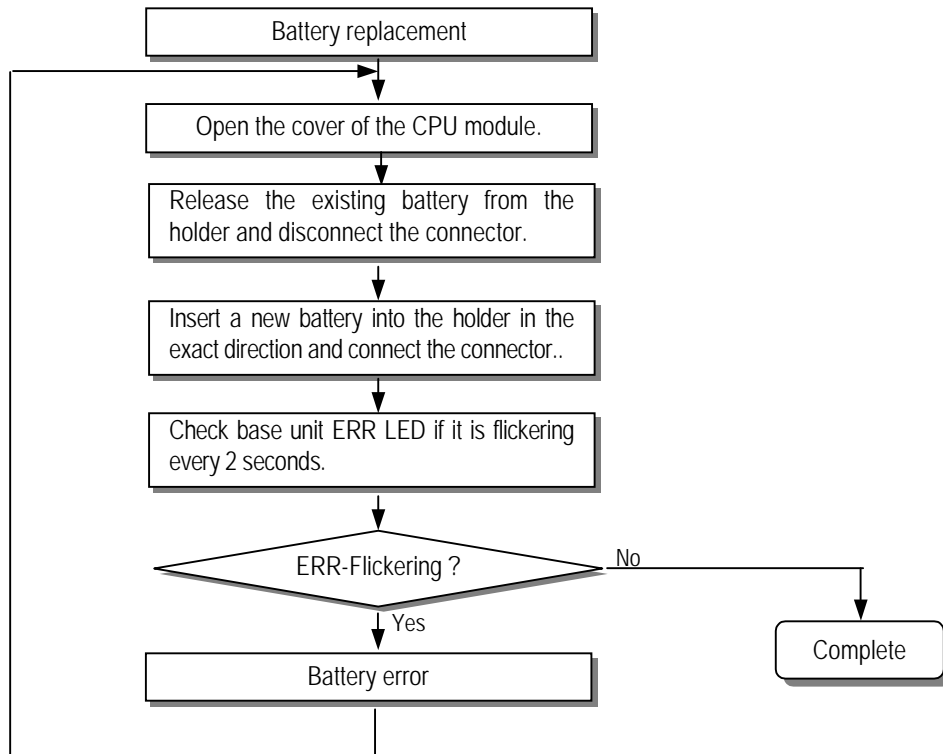 Battery replacement
Open the cover of the CPU module.
Release the existing battery from the
holder and disconnect the connector.
Insert a new battery into the holder in the
exact direction and connect the connector..
Check base unit ERR LED if it is flickering
every 2 seconds.
ERR-Flickering ?
No
Yes
Complete
Battery error